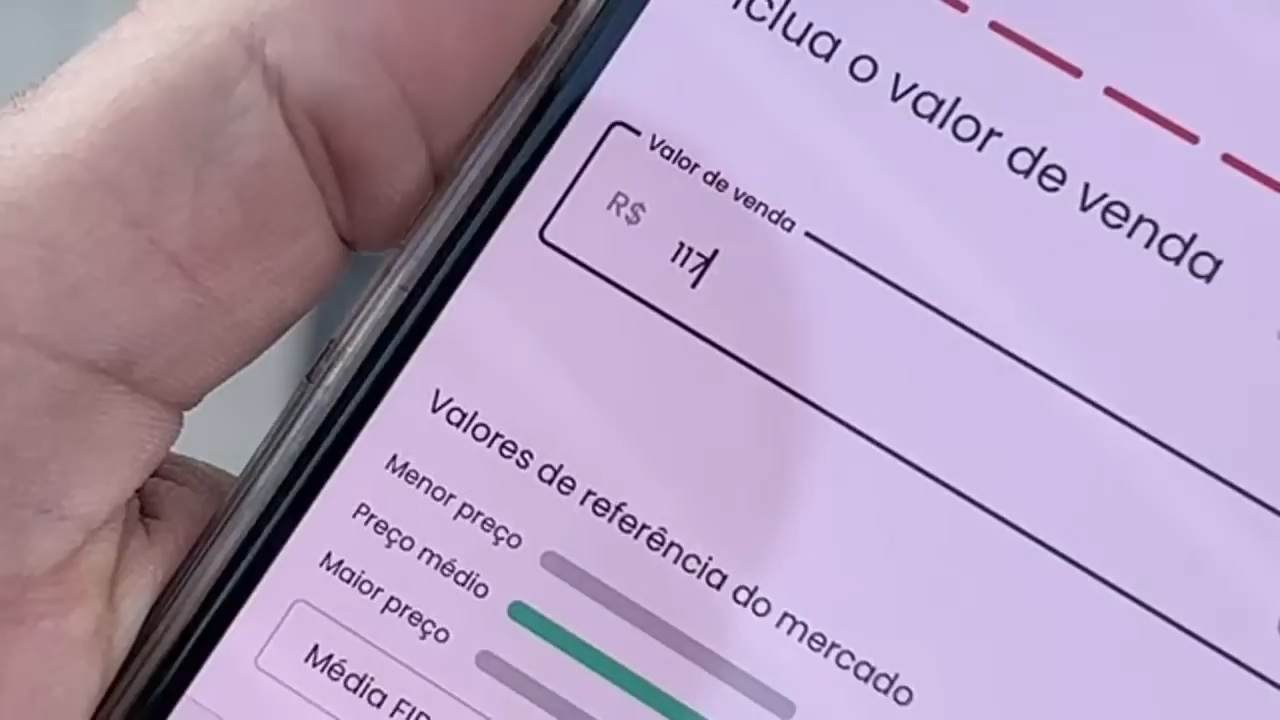 o valor de venda
Valor de venda
R$ 117
Valores de referência do mercado
Menor preço
Preço médio
Maior preço
Média